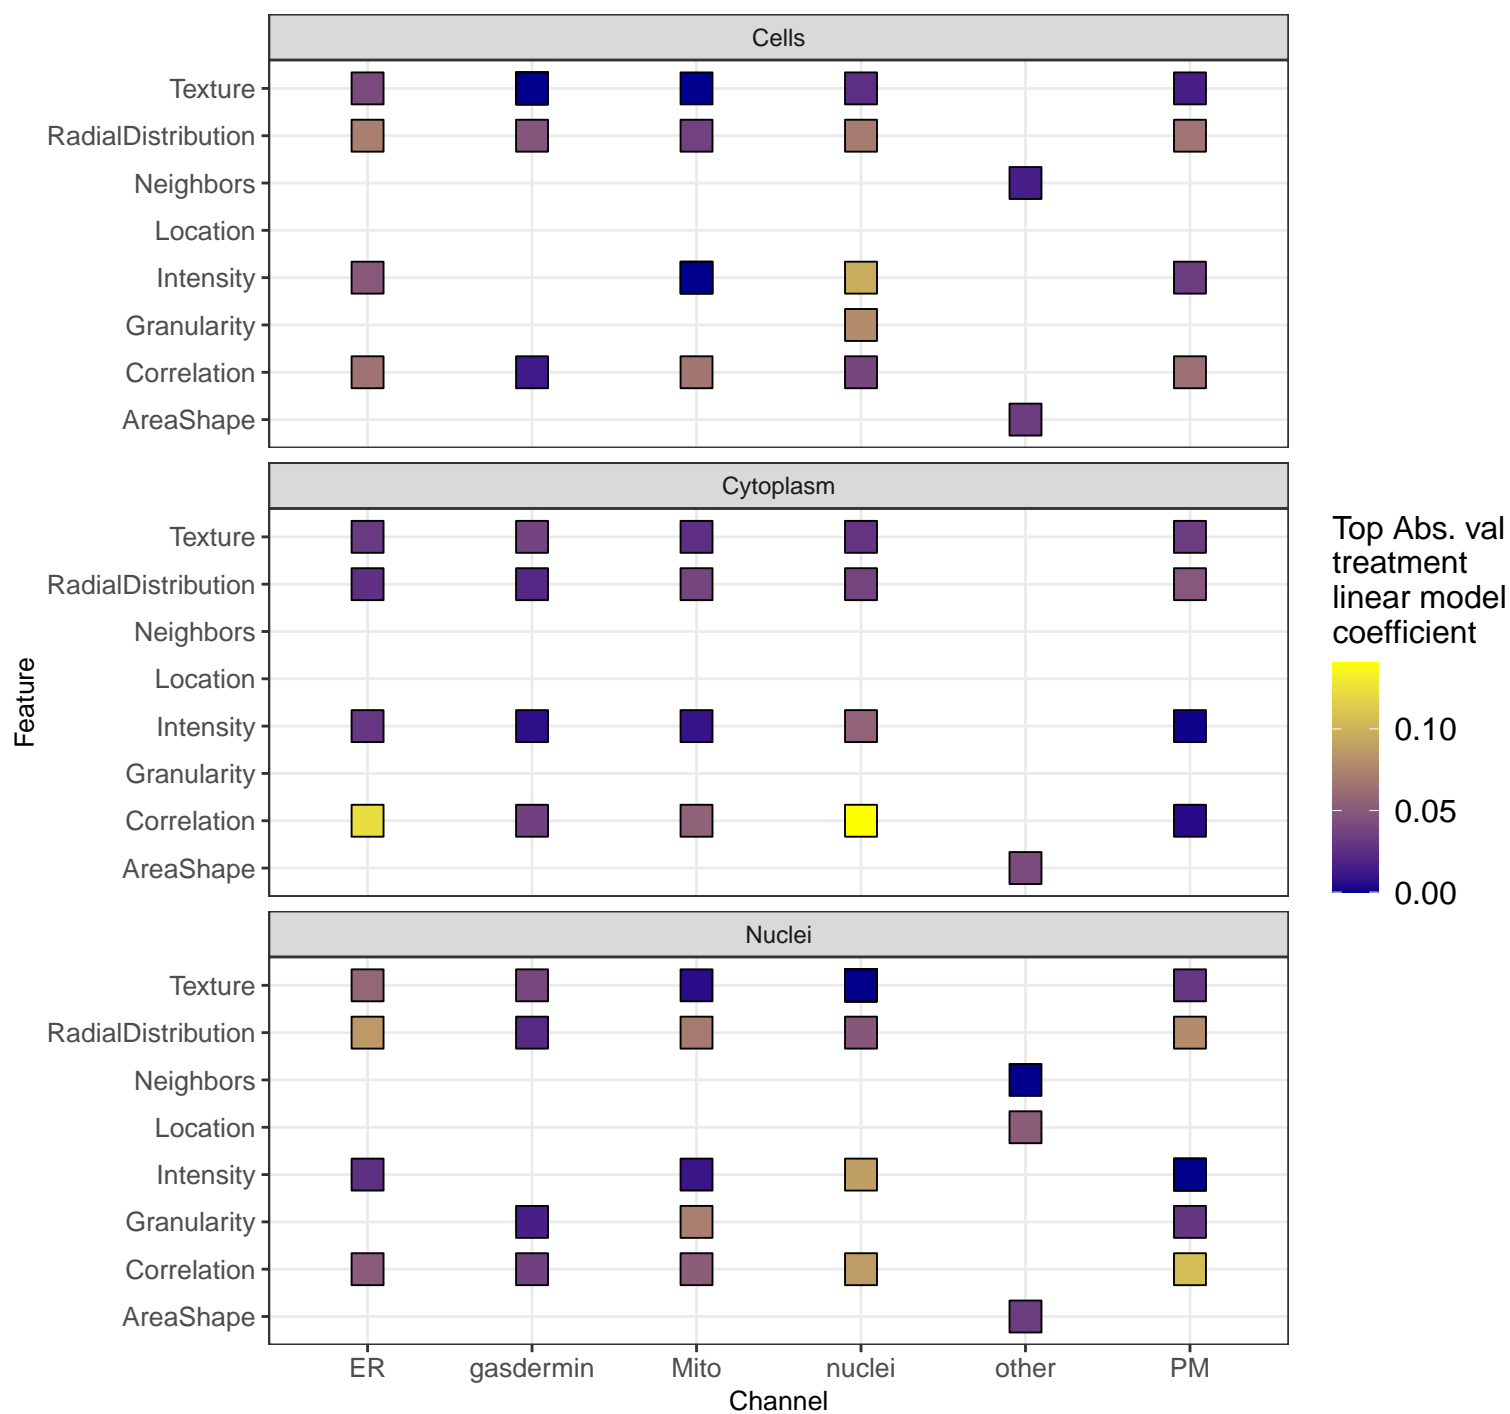 Cells
Texture
RadialDistribution
Neighbors
Location
Intensity
Granularity
Correlation
AreaShape
Cytoplasm
Texture
RadialDistribution
Neighbors
Location
Intensity
Granularity
Correlation
AreaShape
Nuclei
Texture
RadialDistribution
Neighbors
Location
Intensity
Granularity
Correlation
AreaShape
Feature
ER gasdermin Mito nuclei other PM
Channel
Top Abs. val
treatment
linear model
coefficient
0.10
0.05
0.00